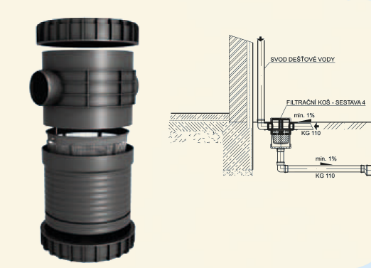 SVOD DEŠŤOVÉ VODY
FILTRAČNÍ KOŠ - SESTAVA 4
min. 1%
KG 110
min. 1%
KG 110